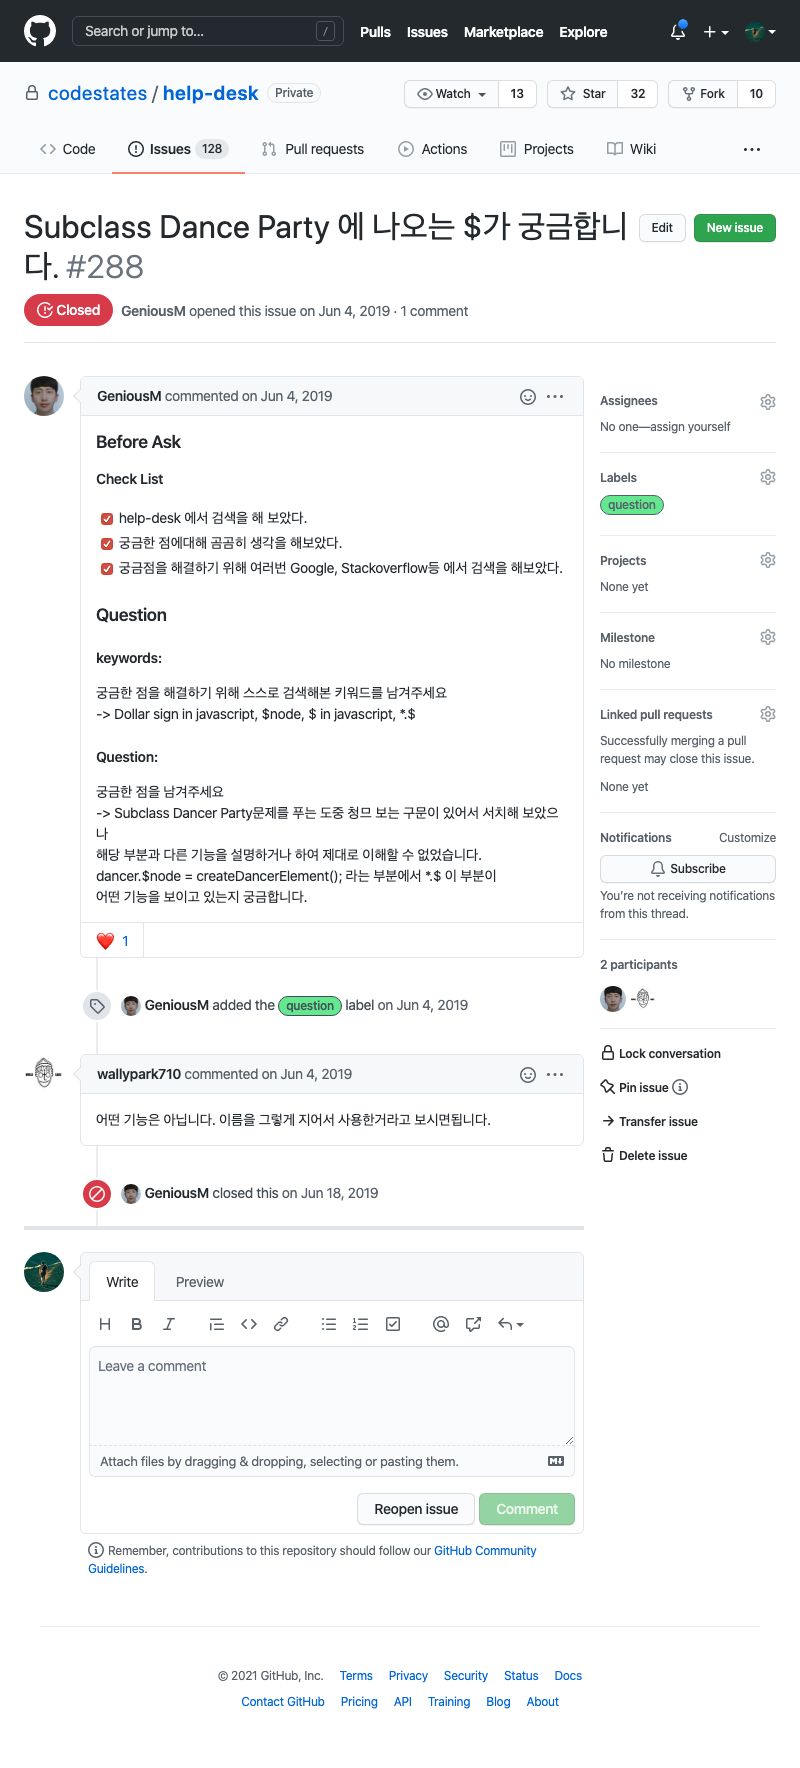 Search or jump to... /
Pulls Issues Marketplace Explore
codestates / help-desk Private
Watch 13 Star 32 Fork 10
Code Issues 128 Pull requests Actions Projects Wiki ...
Subclass Dance Party 에 나오는 $가 궁금합니
다. #288
Edit New issue
Closed GeniousM opened this issue on Jun 4, 2019 · 1 comment
GeniousM commented on Jun 4, 2019
Before Ask
Check List
help-desk 에서 검색을 해 보았다.
궁금한 점에대해 곰곰히 생각을 해보았다.
궁금점을 해결하기 위해 여러번 Google, Stackoverflow등 에서 검색을 해보았다.
Question
keywords:
궁금한 점을 해결하기 위해 스스로 검색해본 키워드를 남겨주세요
-> Dollar sign in javascript, $node, $ in javascript, *.$
Question:
궁금한 점을 남겨주세요
-> Subclass Dancer Party문제를 푸는 도중 청므 보는 구문이 있어서 서치해 보았으
나
해당 부분과 다른 기능을 설명하거나 하여 제대로 이해할 수 없었습니다.
dancer.$node = createDancerElement(); 라는 부분에서 *.$ 이 부분이
어떤 기능을 보이고 있는지 궁금합니다.
❤️ 1
GeniousM added the question label on Jun 4, 2019
wallypark710 commented on Jun 4, 2019
어떤 기능은 아닙니다. 이름을 그렇게 지어서 사용한거라고 보시면됩니다.
GeniousM closed this on Jun 18, 2019
Assignees
No one—assign yourself
Labels
question
Projects
None yet
Milestone
No milestone
Linked pull requests
Successfully merging a pull
request may close this issue.
None yet
Notifications Customize
Subscribe
You're not receiving notifications
from this thread.
2 participants
Lock conversation
Pin issue
Transfer issue
Delete issue
Write Preview
Leave a comment
Attach files by dragging & dropping, selecting or pasting them.
Reopen issue Comment
Remember, contributions to this repository should follow our GitHub Community
Guidelines.
© 2021 GitHub, Inc. Terms Privacy Security Status Docs
Contact GitHub Pricing API Training Blog About